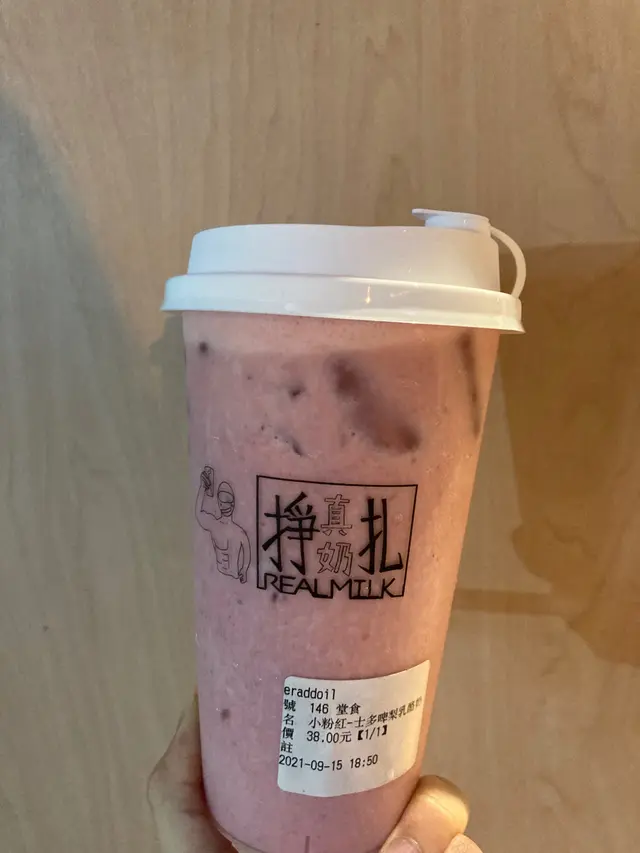 掙真奶扎
REALMILK
eraddoil
號 146 堂食
名 小粉紅-士多啤梨乳酪
價 38.00元【1/1】
註
2021-09-15 18:50